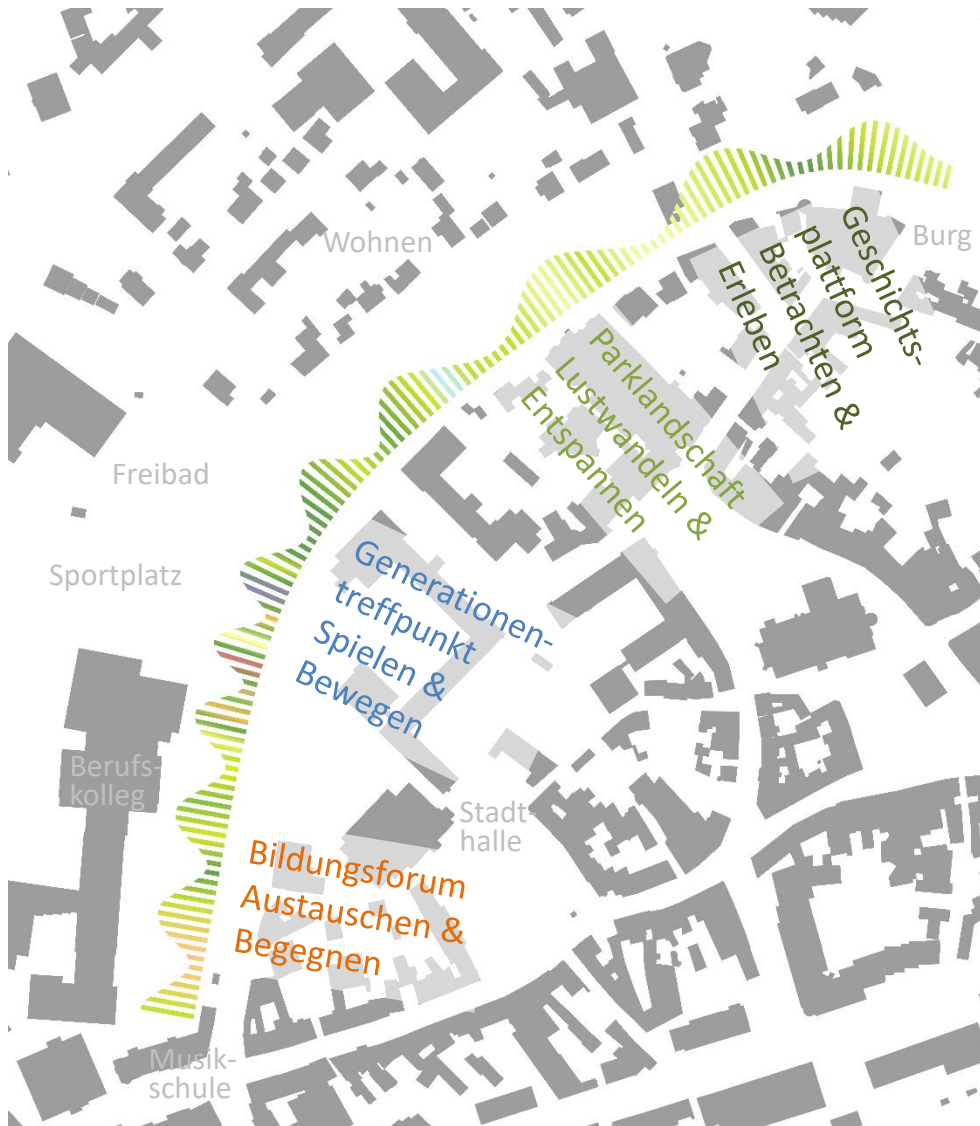 Wohnen
Burg
Geschichts-
plattform
Betrachten &
Erleben
Parklandschaft
Lustwandeln &
Entspannen
Freibad
Sportplatz
Generationen-
treffpunkt
Spielen &
Bewegen
Berufs-
kolleg
Stadt-
halle
Bildungsforum
Austauschen &
Begegnen
Musik-
schule